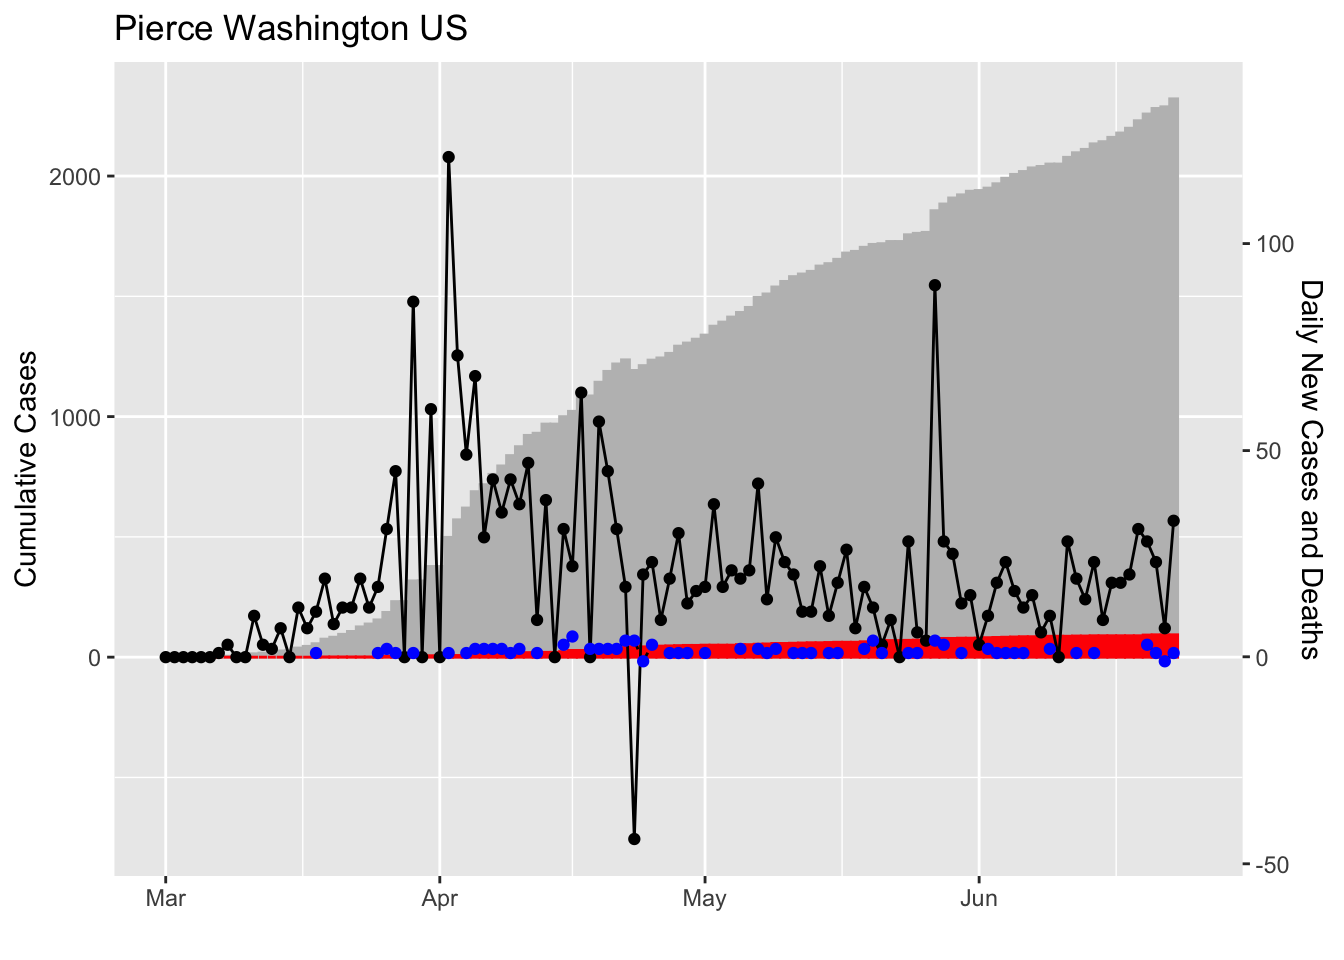 Pierce Washington US
Cumulative Cases
2000
1000
0
100
50
0
-50
Daily New Cases and Deaths
Mar
Apr
May
Jun